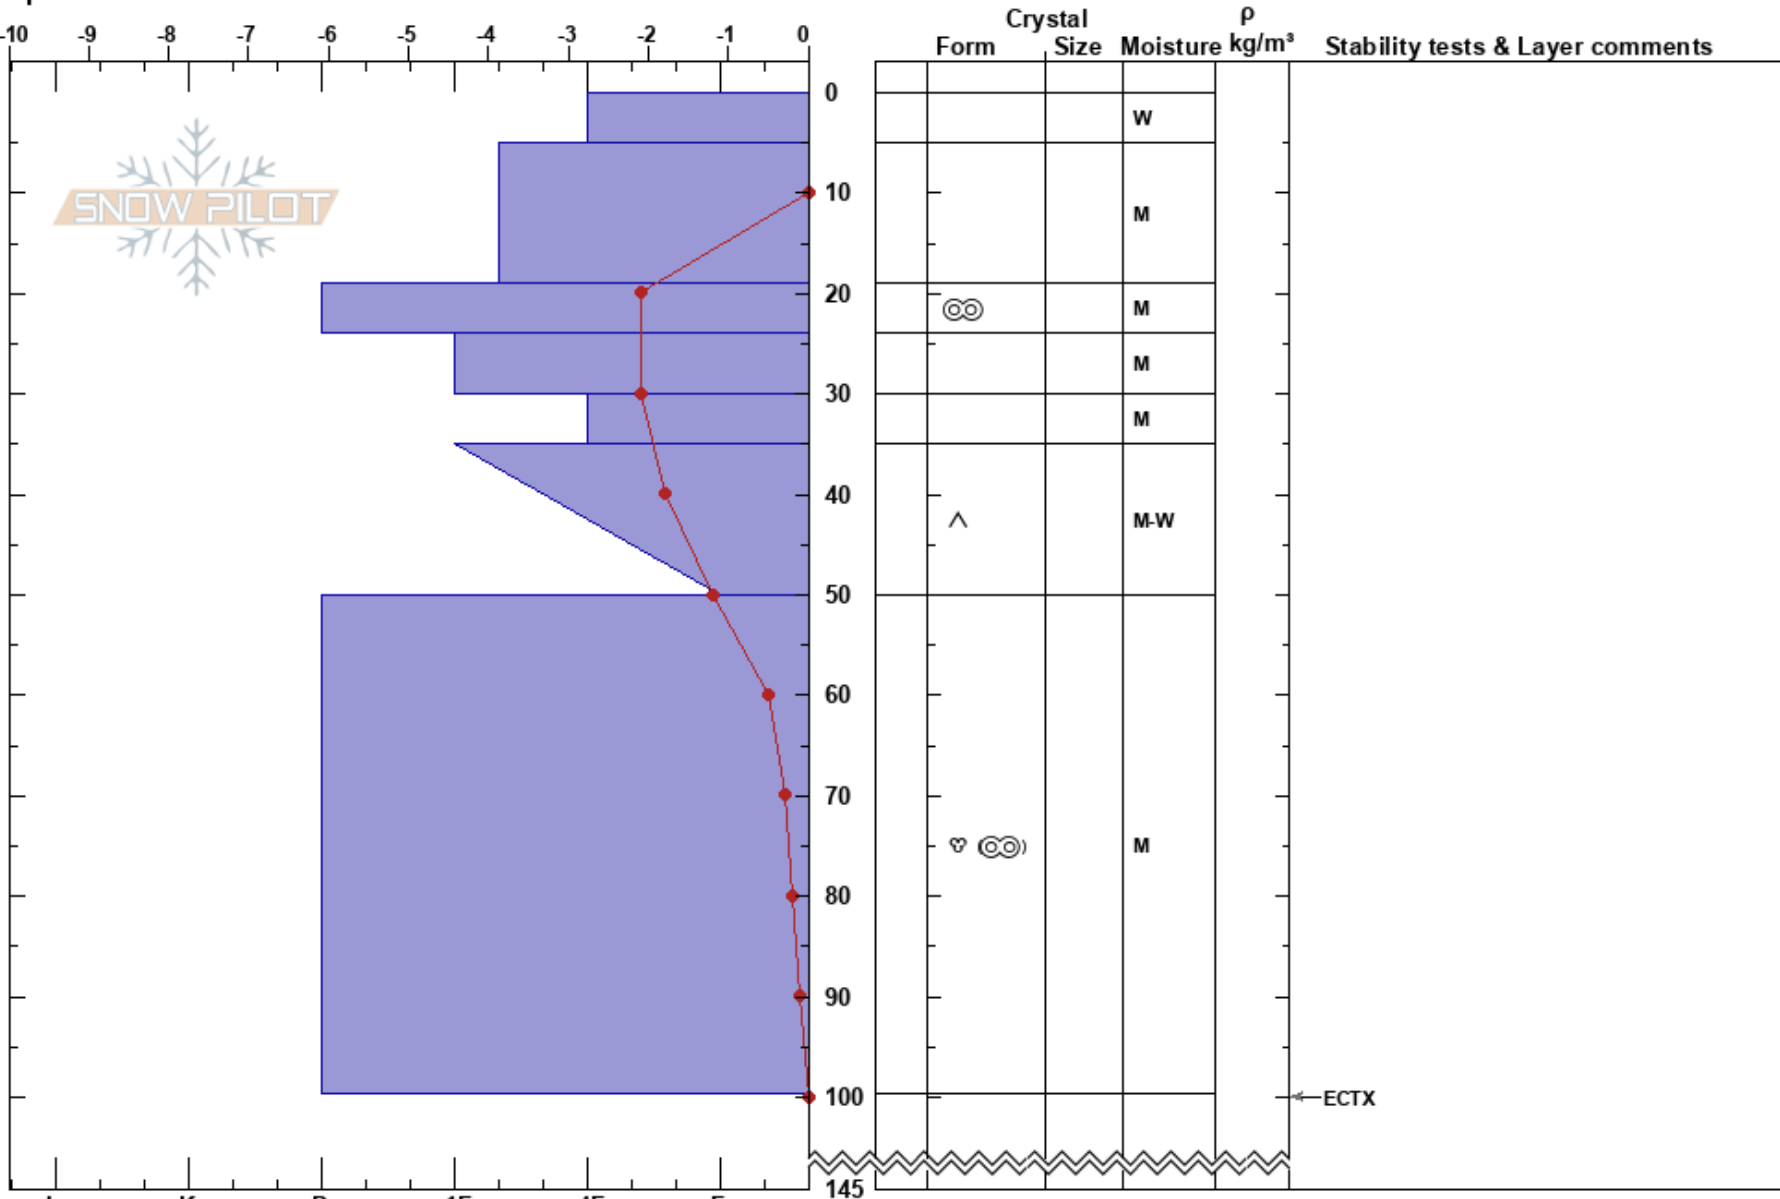 Crystal ρ
-10 -9 -8 -7 -6 -5 -4 -3 -2 -1 0 Form Size Moisture kg/m³ Stability tests & Layer comments
0
W
SNOW PILOT
10
M
20
M
M
30
M
40
M-W
50
60
70
M
80
90
100 ECTX
145